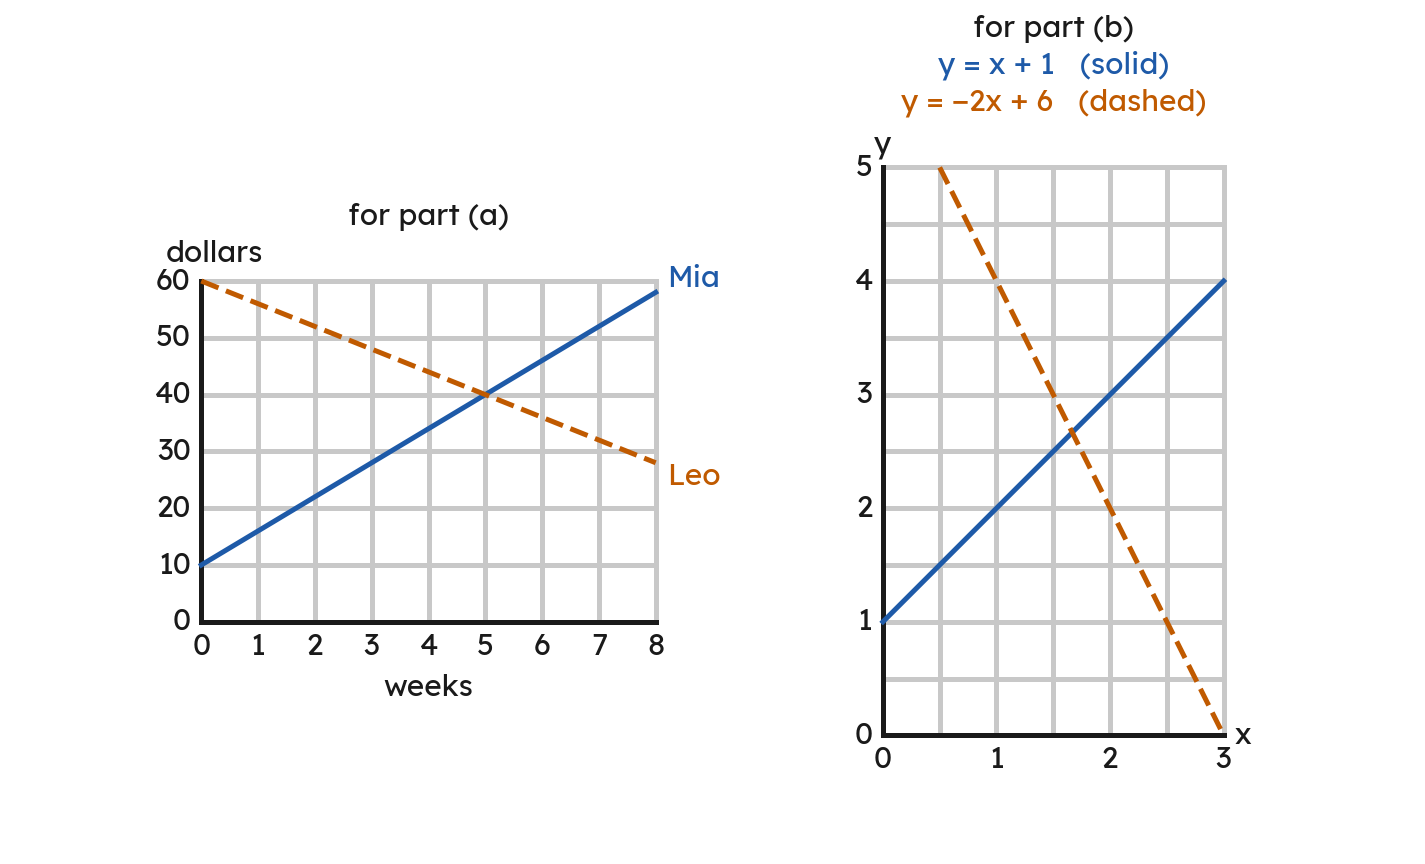 for part (a)
dollars
60
50
40
30
20
10
0
0 1 2 3 4 5 6 7 8
weeks
Mia
Leo
for part (b)
y = x + 1 (solid)
y = −2x + 6 (dashed)
y
5
4
3
2
1
0
0 1 2 3
x